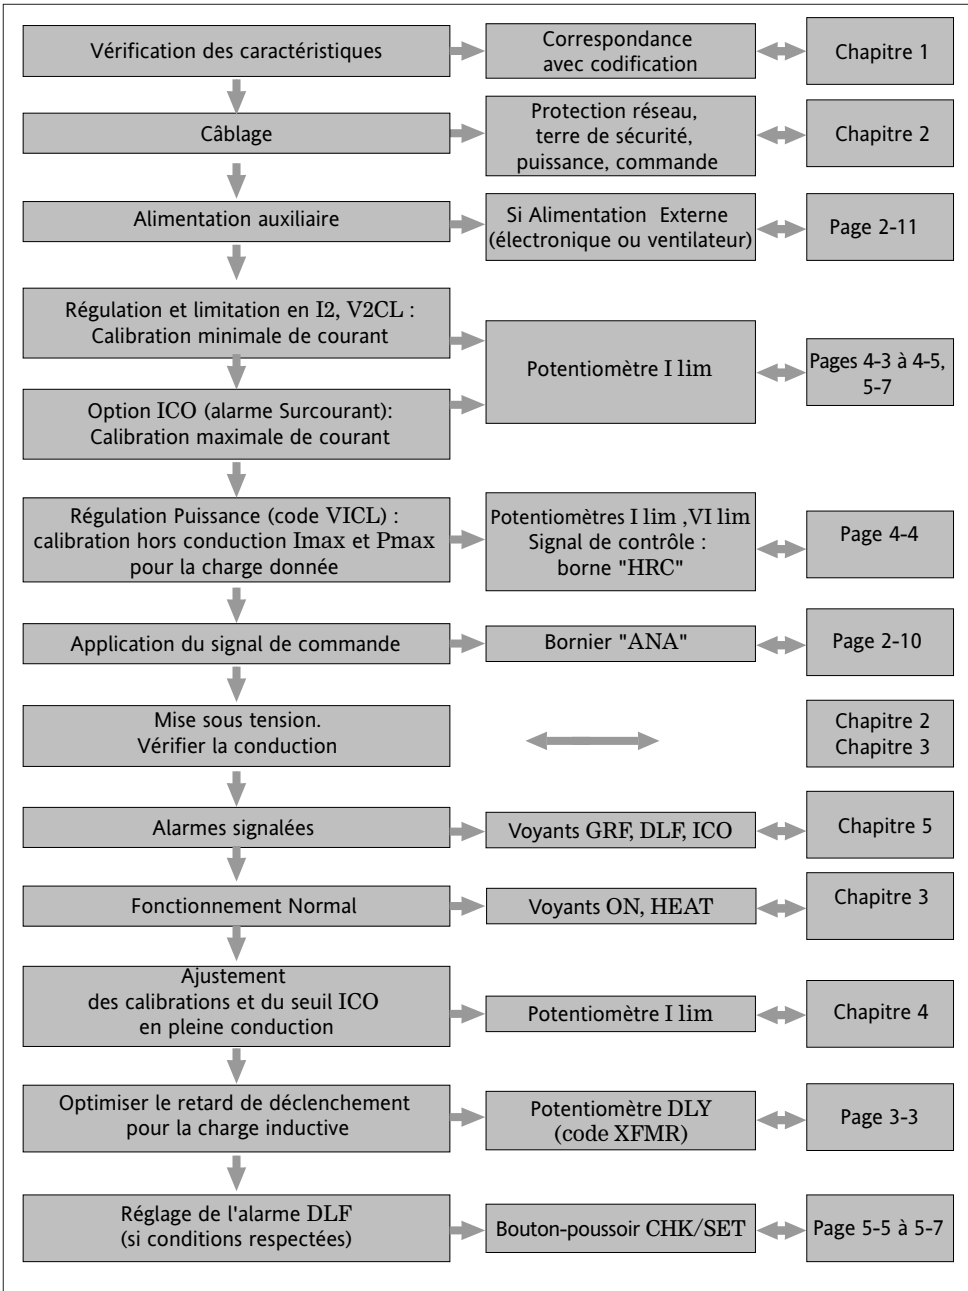 Vérification des caractéristiques
Correspondance
avec codification
Chapitre 1
Câblage
Protection réseau,
terre de sécurité,
puissance, commande
Chapitre 2
Alimentation auxiliaire
Si Alimentation Externe
(électronique ou ventilateur)
Page 2-11
Régulation et limitation en I2, V2CL :
Calibration minimale de courant
Option ICO (alarme Surcourant):
Calibration maximale de courant
Potentiomètre I lim
Pages 4-3 à 4-5,
5-7
Régulation Puissance (code VICL) :
calibration hors conduction Imax et Pmax
pour la charge donnée
Potentiomètres I lim ,VI lim
Signal de contrôle :
borne "HRC"
Page 4-4
Application du signal de commande
Bornier "ANA"
Page 2-10
Mise sous tension.
Vérifier la conduction
Chapitre 2
Chapitre 3
Alarmes signalées
Voyants GRF, DLF, ICO
Chapitre 5
Fonctionnement Normal
Voyants ON, HEAT
Chapitre 3
Ajustement
des calibrations et du seuil ICO
en pleine conduction
Potentiomètre I lim
Chapitre 4
Optimiser le retard de déclenchement
pour la charge inductive
Potentiomètre DLY
(code XFMR)
Page 3-3
Réglage de l'alarme DLF
(si conditions respectées)
Bouton-poussoir CHK/SET
Page 5-5 à 5-7